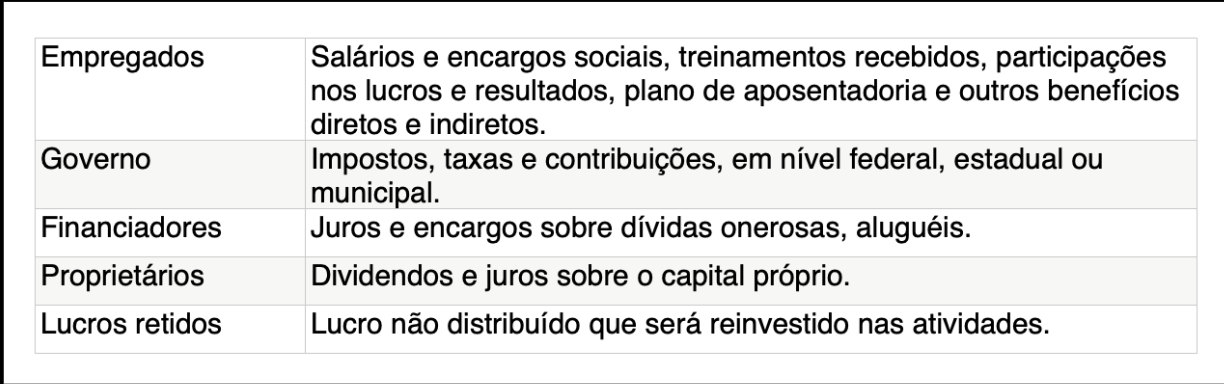 Empregados
Salários e encargos sociais, treinamentos recebidos, participações
nos lucros e resultados, plano de aposentadoria e outros benefícios
diretos e indiretos.
Governo
Impostos, taxas e contribuições, em nível federal, estadual ou
municipal.
Financiadores
Juros e encargos sobre dívidas onerosas, aluguéis.
Proprietários
Dividendos e juros sobre o capital próprio.
Lucros retidos
Lucro não distribuído que será reinvestido nas atividades.